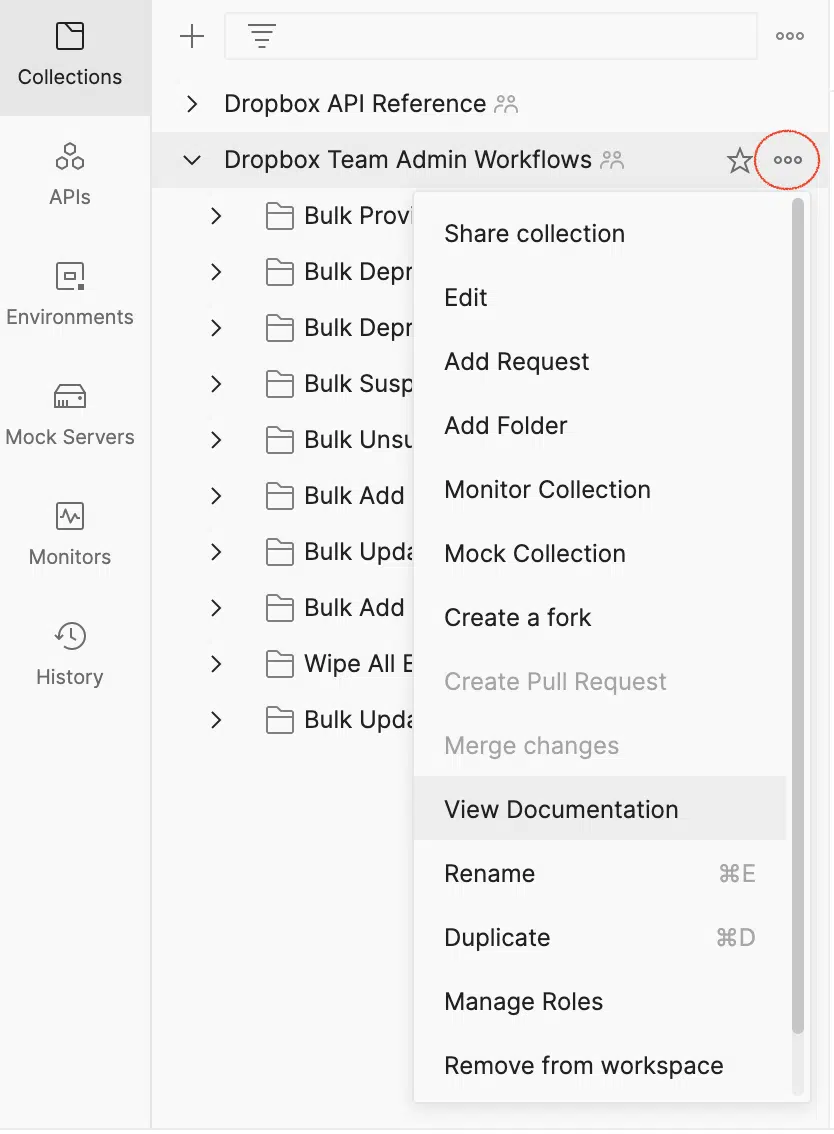 Collections
APIs
Environments
Mock Servers
Monitors
History
Dropbox API Reference
Dropbox Team Admin Workflows
Bulk Provi
Bulk Depr
Bulk Depr
Bulk Susp
Bulk Unsu
Bulk Add
Bulk Upda
Bulk Add
Wipe All E
Bulk Upda
Share collection
Edit
Add Request
Add Folder
Monitor Collection
Mock Collection
Create a fork
Create Pull Request
Merge changes
View Documentation
Rename ⌘E
Duplicate ⌘D
Manage Roles
Remove from workspace